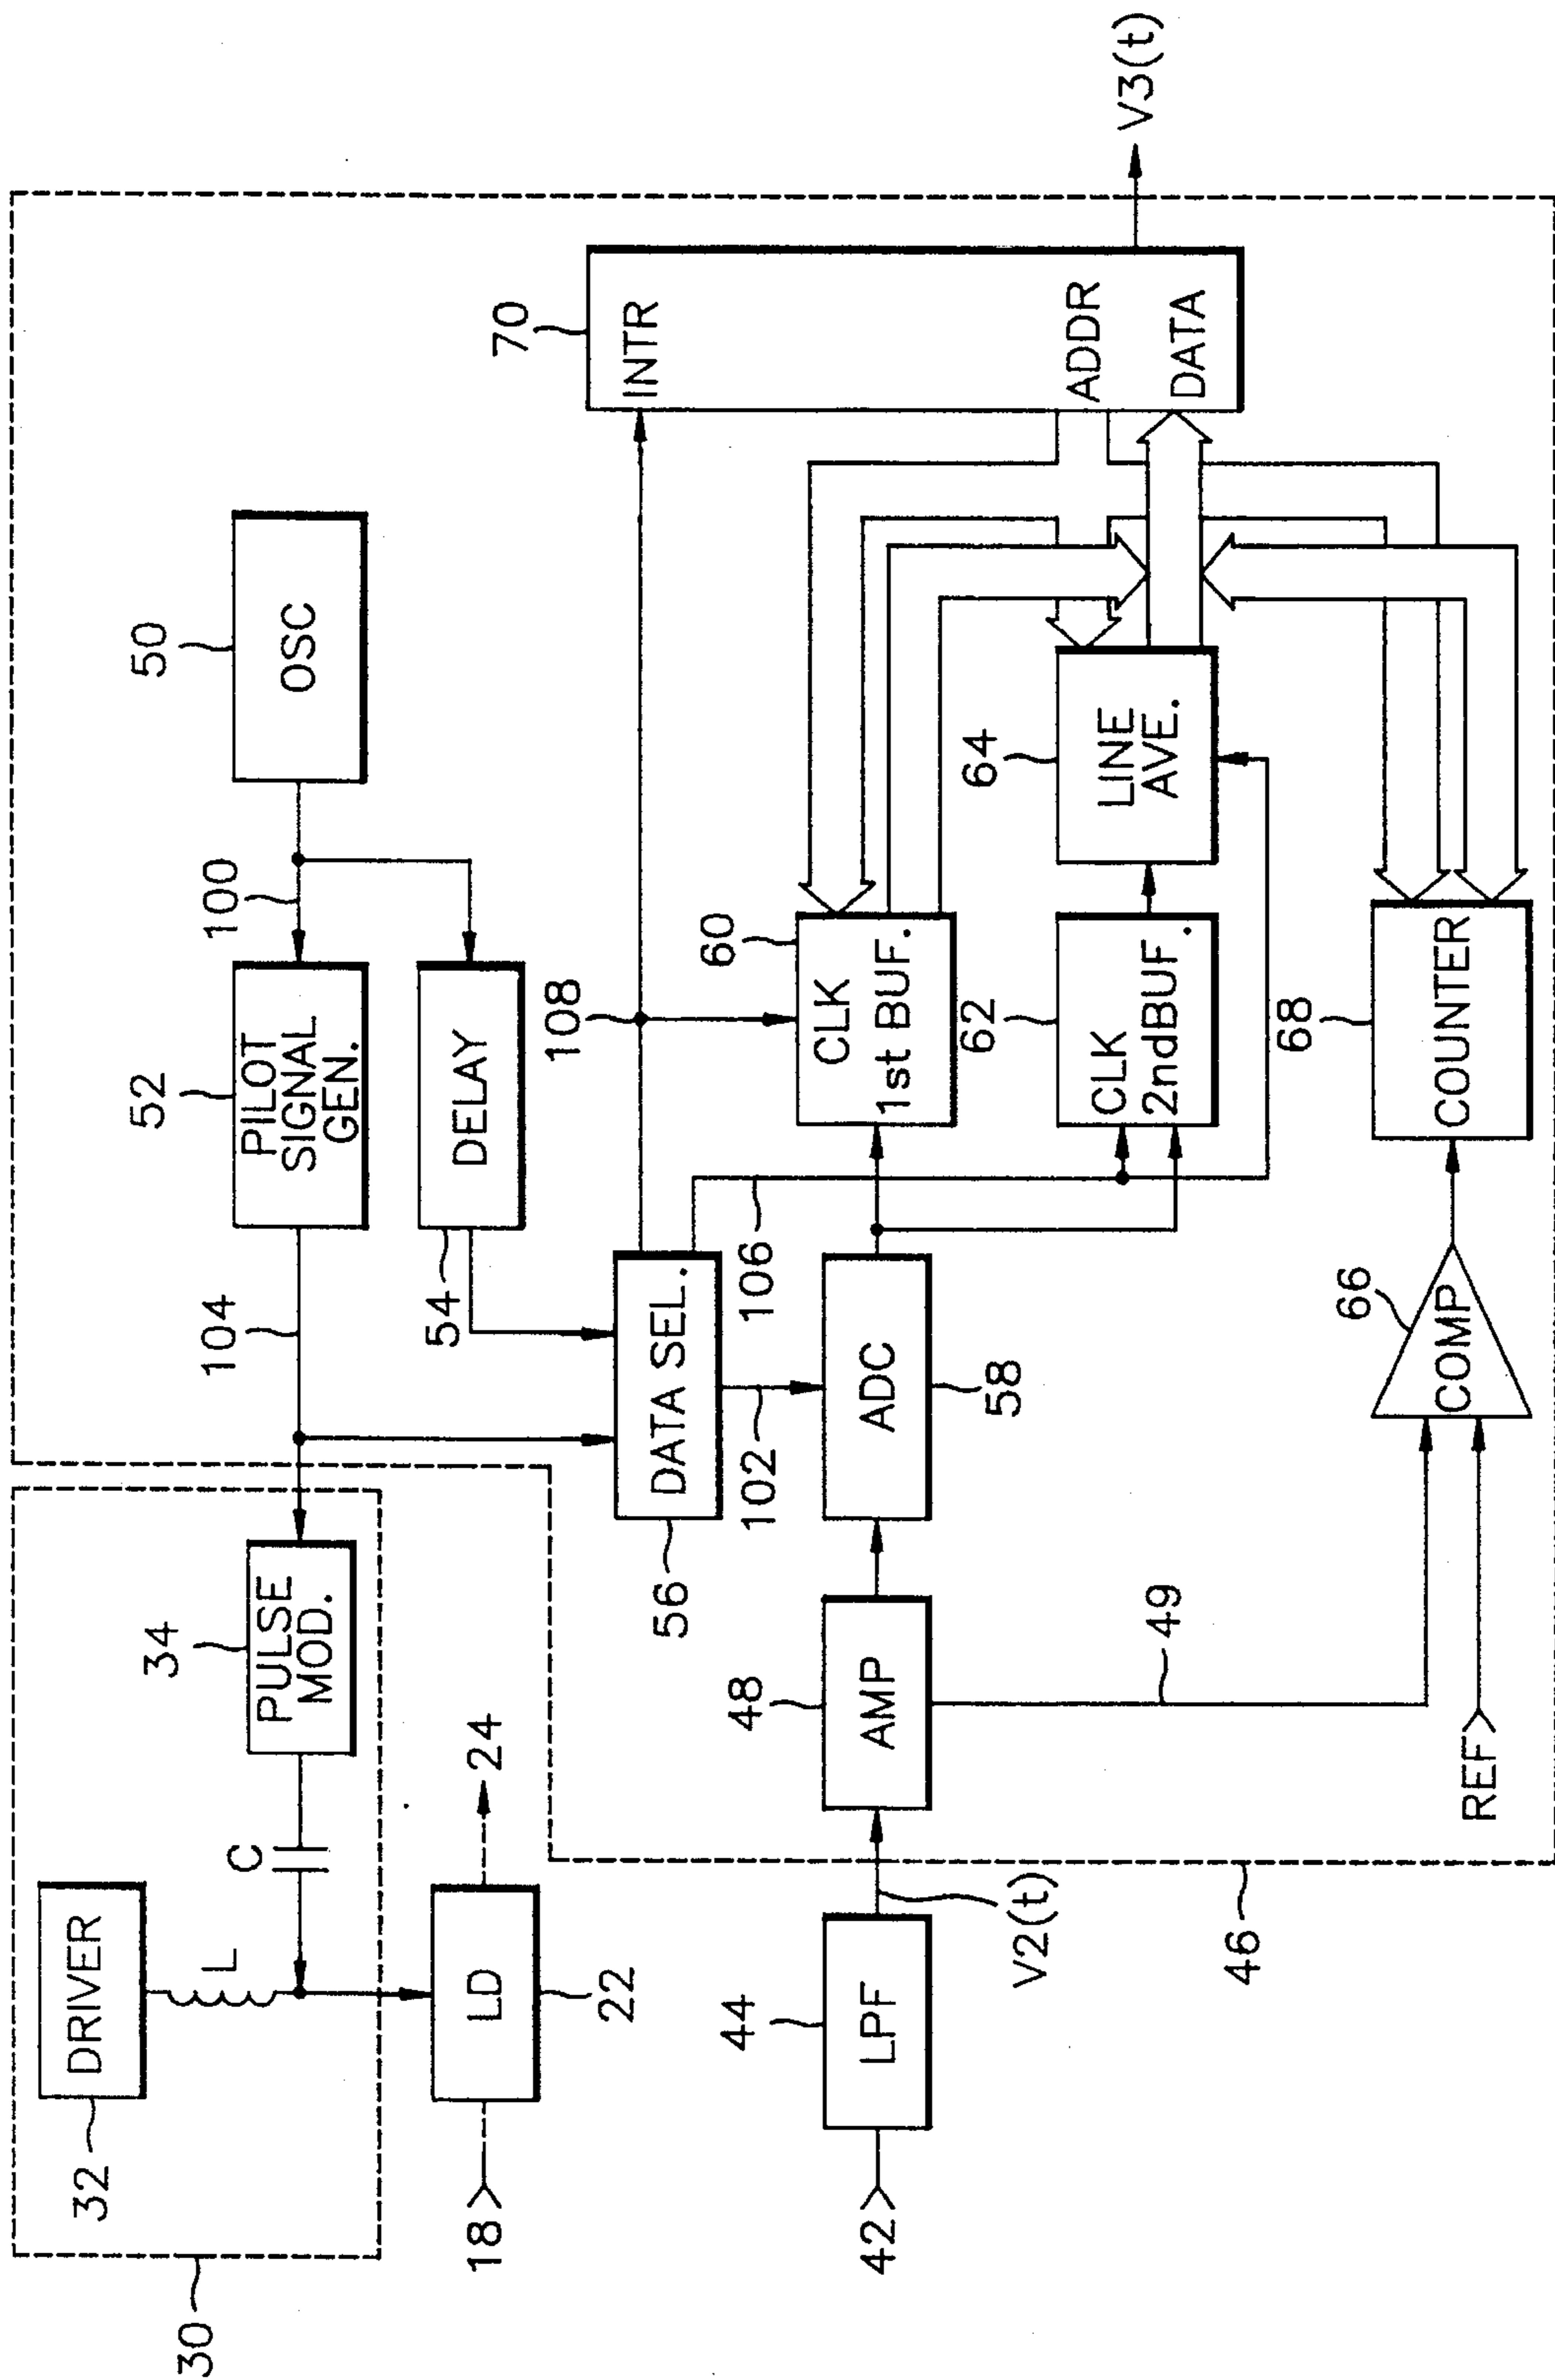 30
32
DRIVER
L
C
34
PULSE
MOD.
104
52
PILOT
SIGNAL
GEN.
100
50
OSC
18
LD
22
24
54
DELAY
56
DATA SEL.
108
102
106
42
44
LPF
V2(t)
46
48
AMP
49
ADC
58
60
CLK
1st BUF.
62
CLK
2ndBUF.
64
LINE
AVE.
70
INTR
ADDR
DATA
V3(t)
REF
66
COMP
68
COUNTER